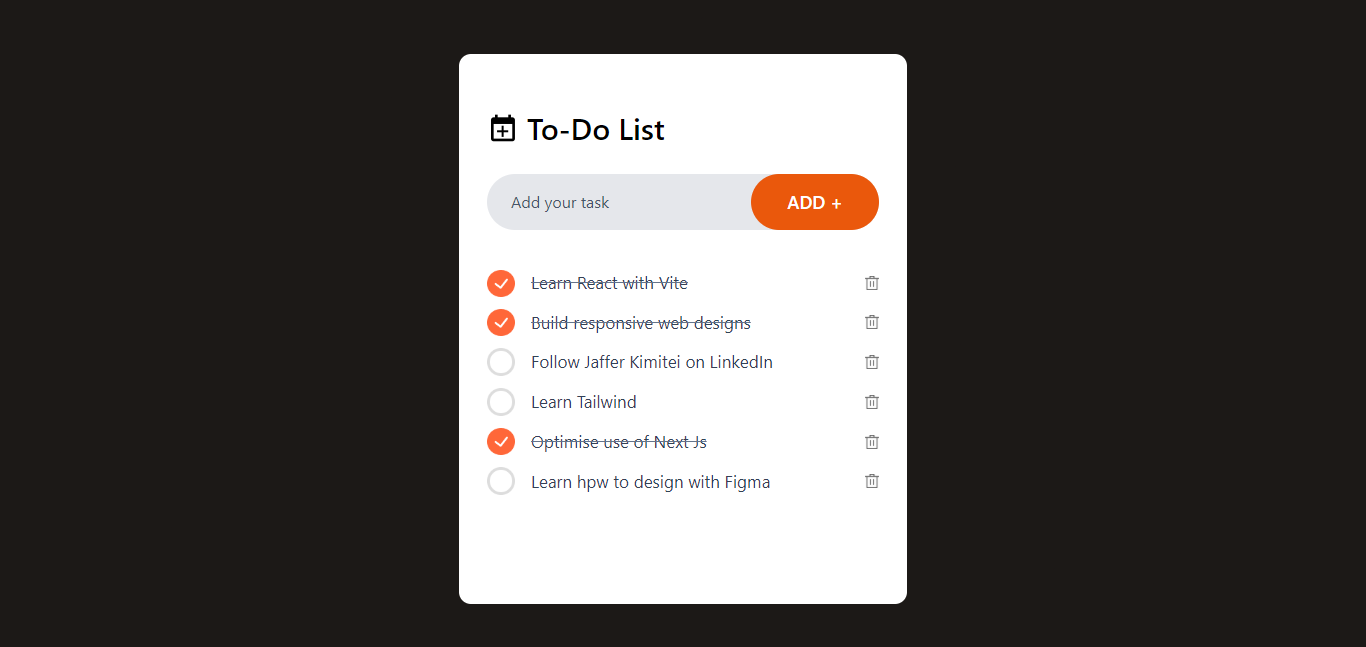 To-Do List
Add your task
ADD +
Learn React with Vite
Build responsive web designs
Follow Jaffer Kimitei on LinkedIn
Learn Tailwind
Optimise use of Next Js
Learn hpw to design with Figma